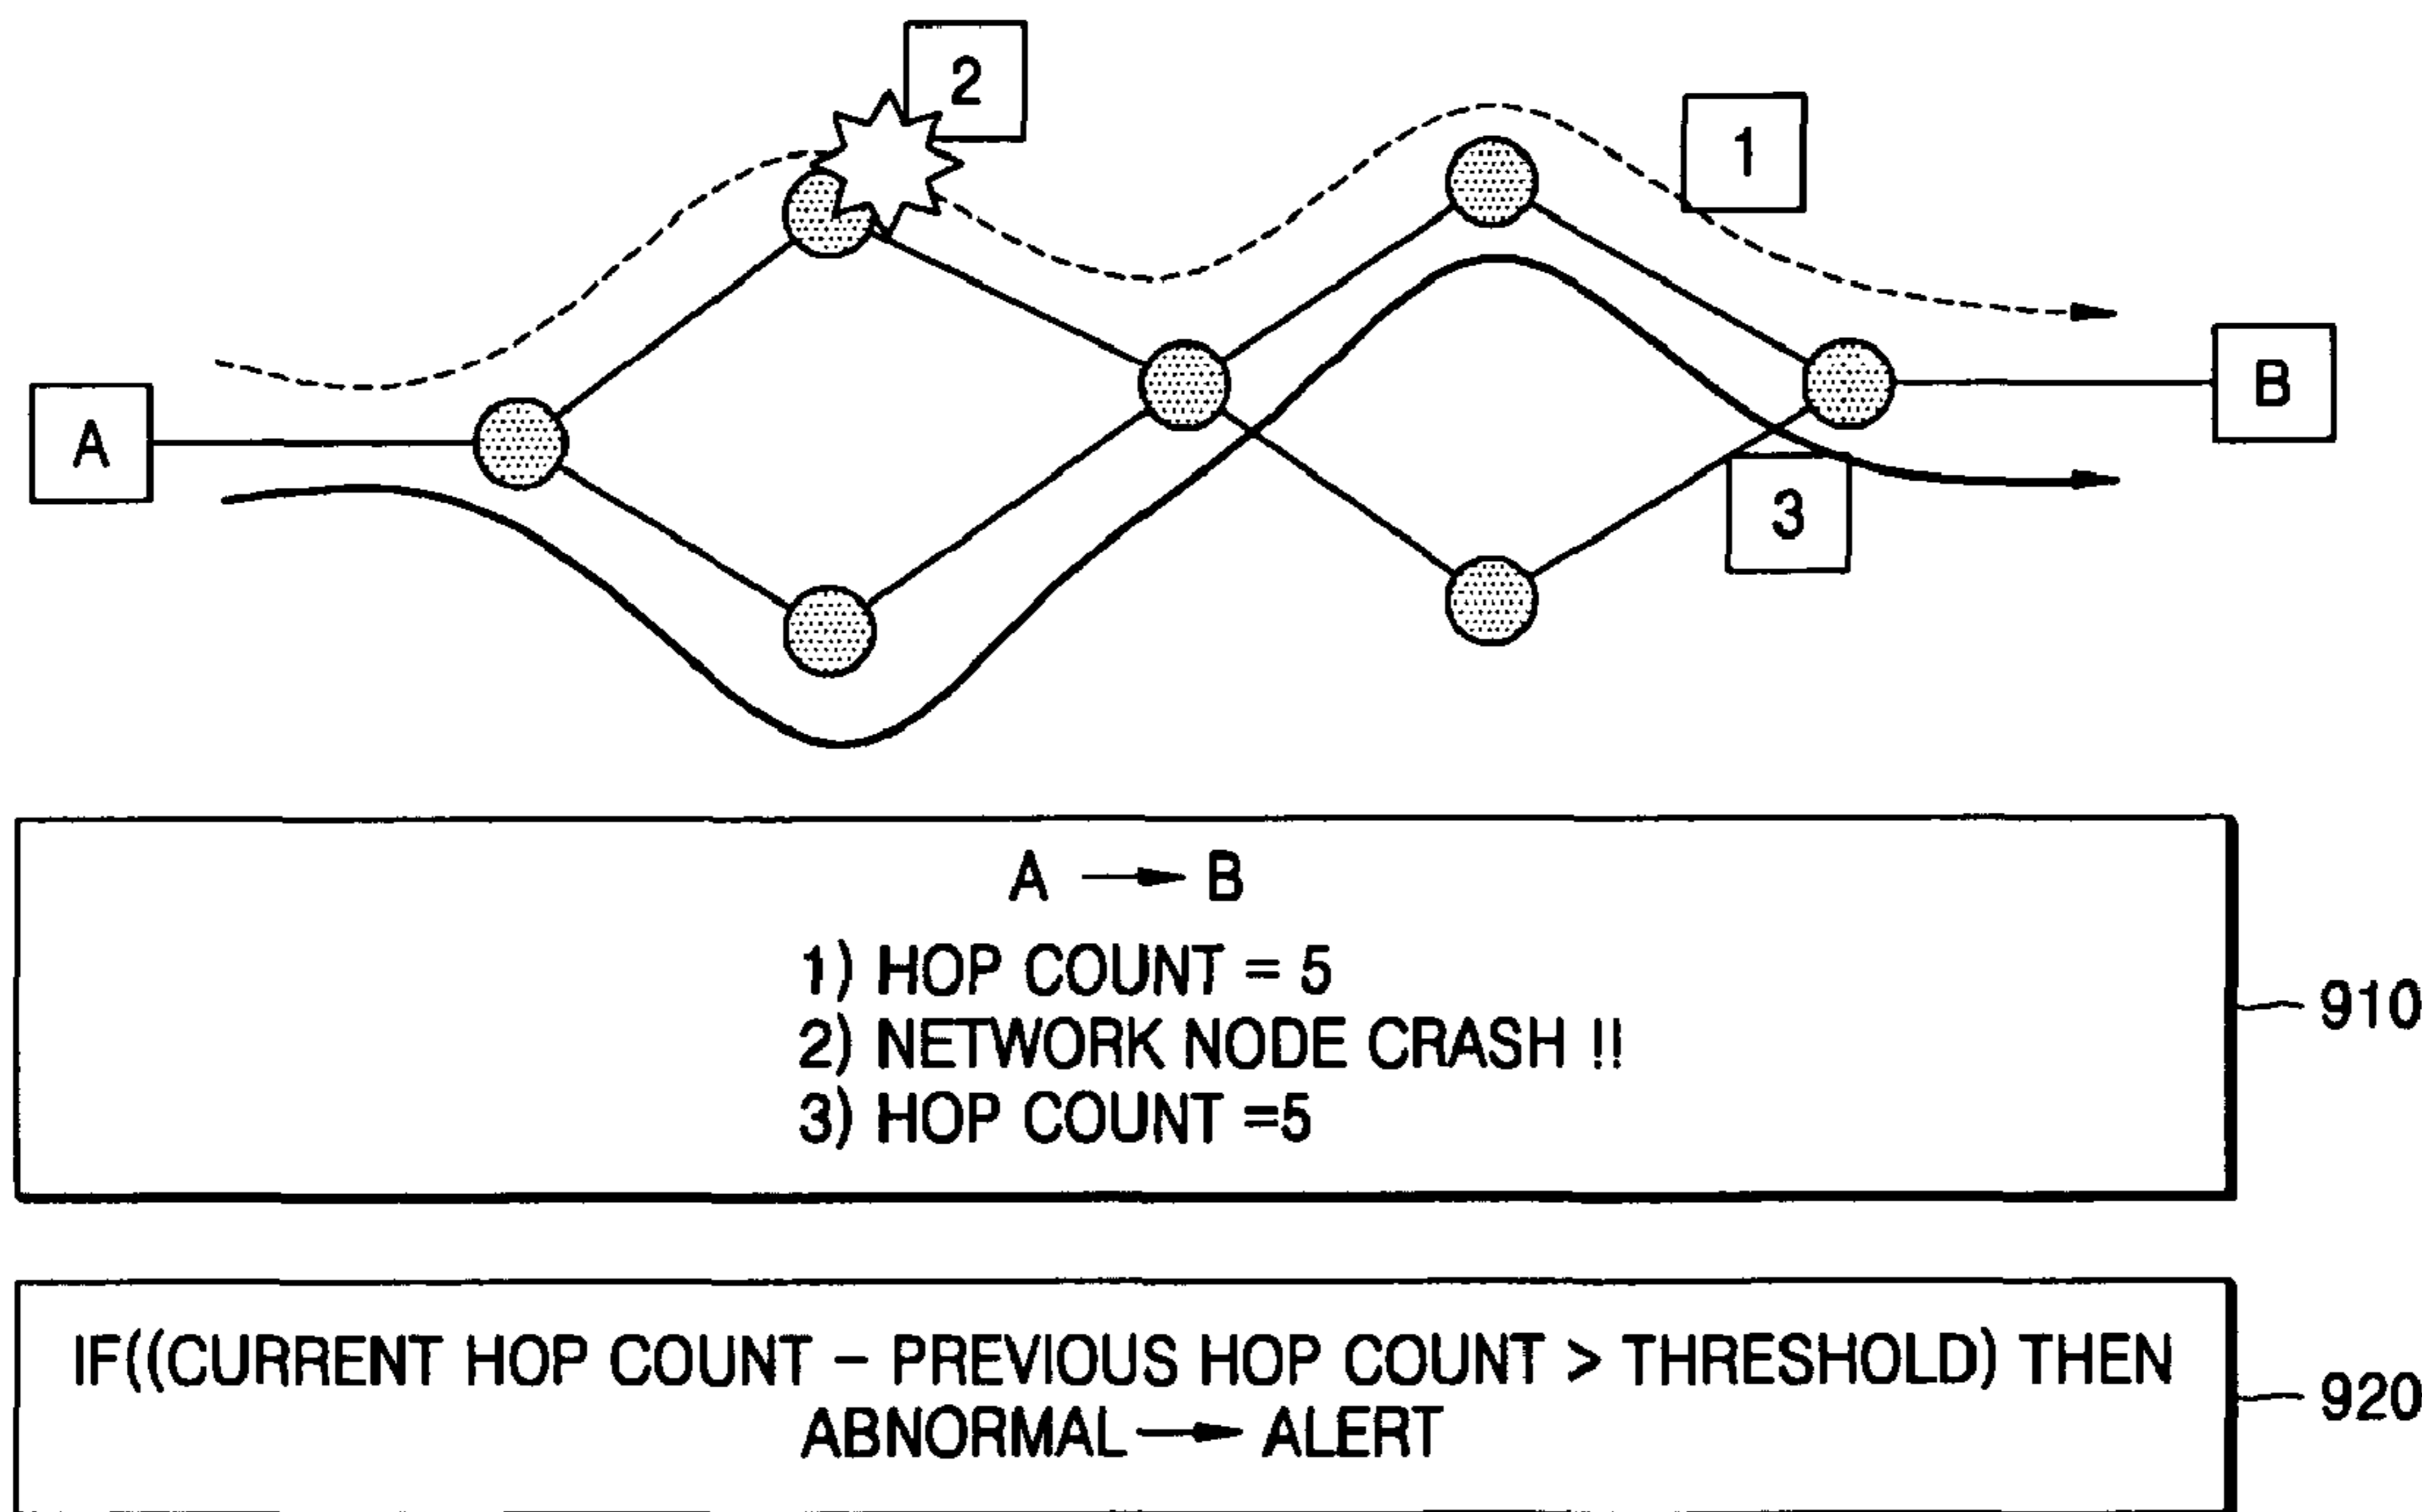 2
1
A
B
3
A → B
1) HOP COUNT = 5
2) NETWORK NODE CRASH !!
3) HOP COUNT =5
910
IF((CURRENT HOP COUNT – PREVIOUS HOP COUNT > THRESHOLD) THEN
ABNORMAL → ALERT
920